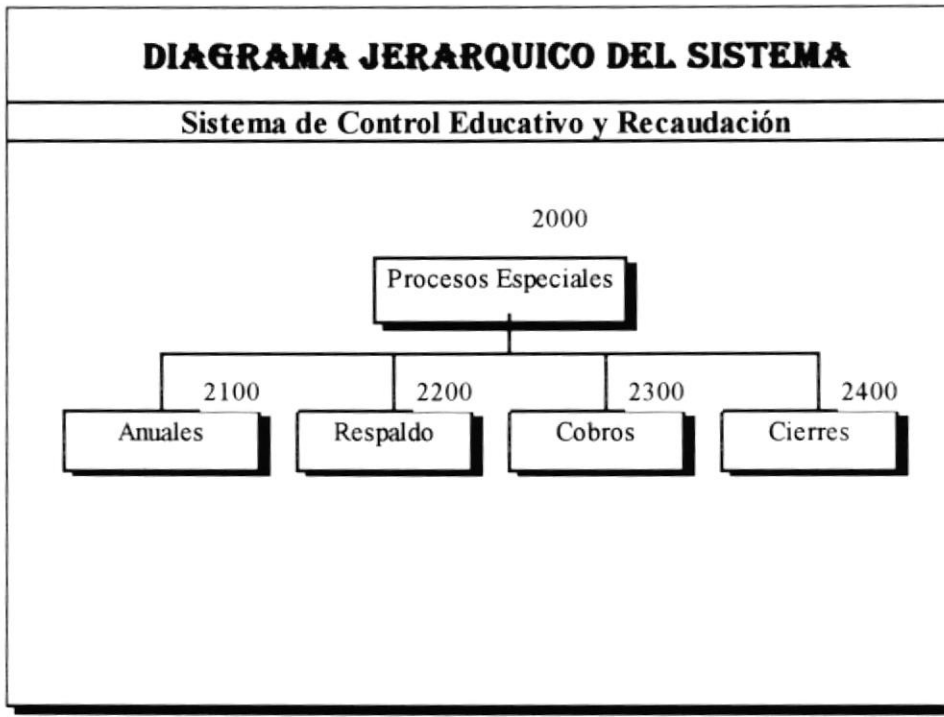 DIAGRAMA JERARQUICO DEL SISTEMA
Sistema de Control Educativo y Recaudación
2000
Procesos Especiales
2100 2200 2300 2400
Anuales Respaldo Cobros Cierres